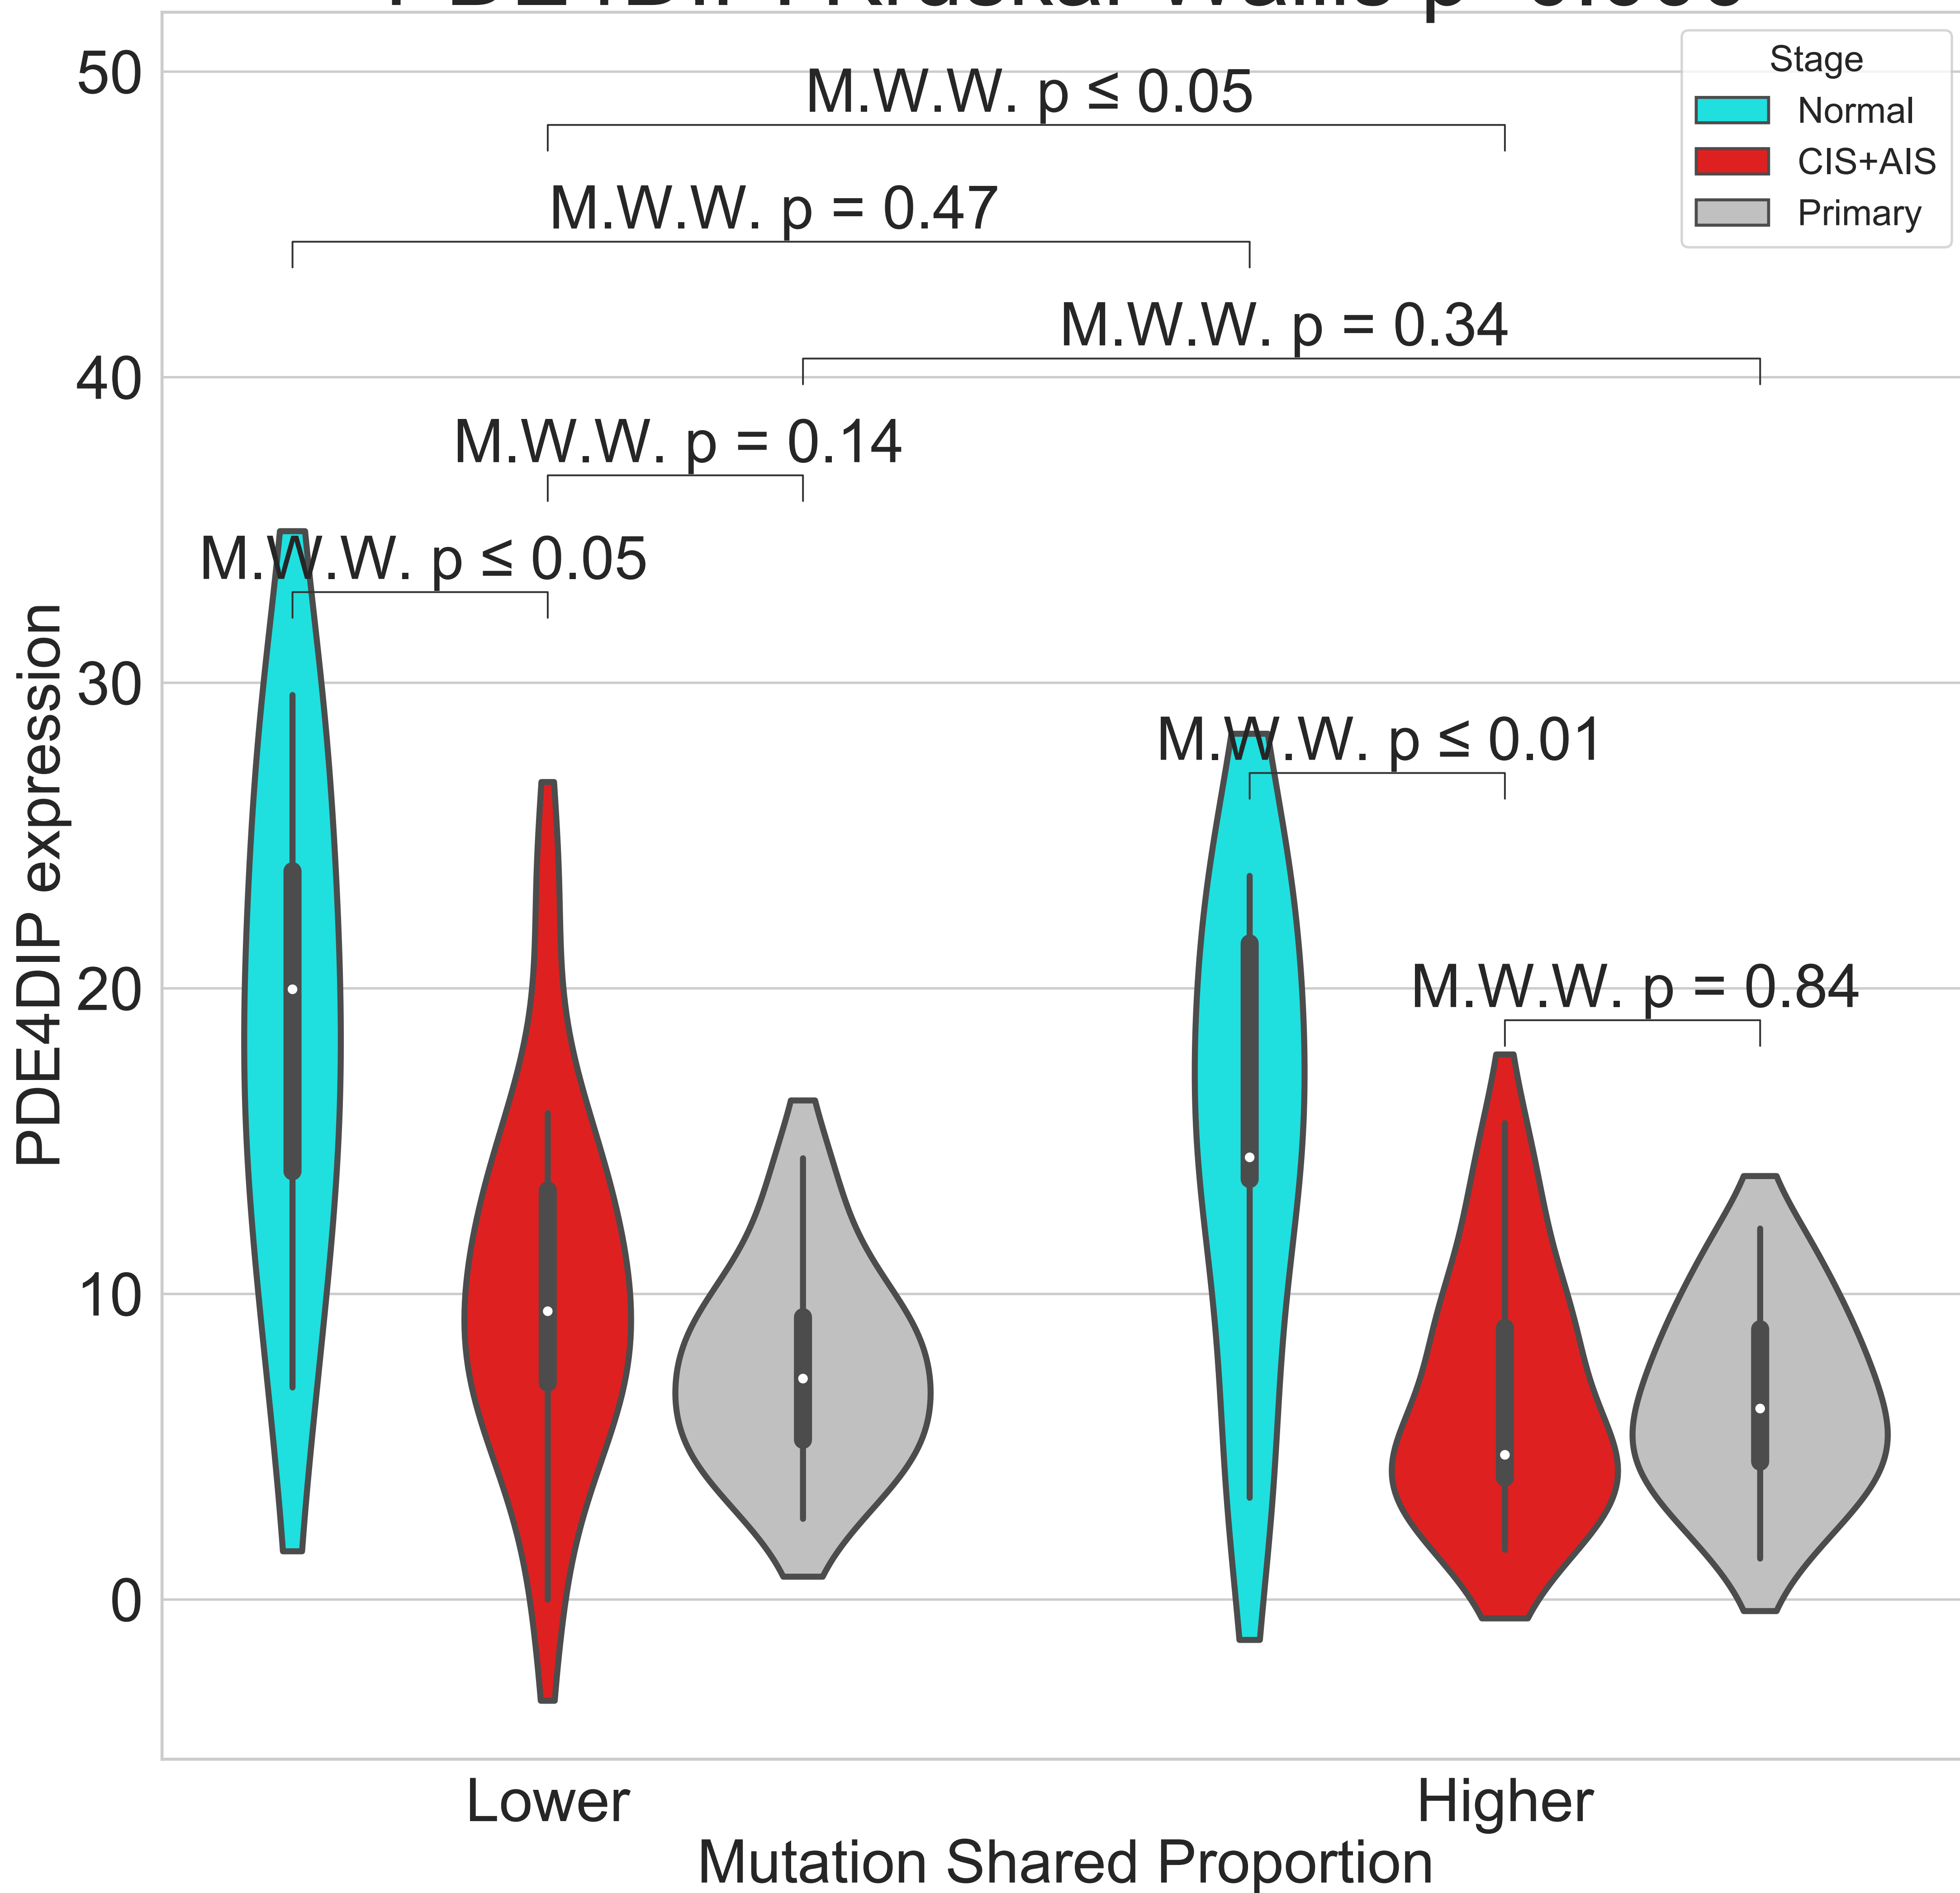 50
40
30
20
10
0
PDE4DIP expression
M.W.W. p ≤ 0.05
M.W.W. p = 0.47
M.W.W. p = 0.34
M.W.W. p = 0.14
M.W.W. p ≤ 0.05
M.W.W. p ≤ 0.01
M.W.W. p = 0.84
Stage
Normal
CIS+AIS
Primary
Lower
Higher
Mutation Shared Proportion